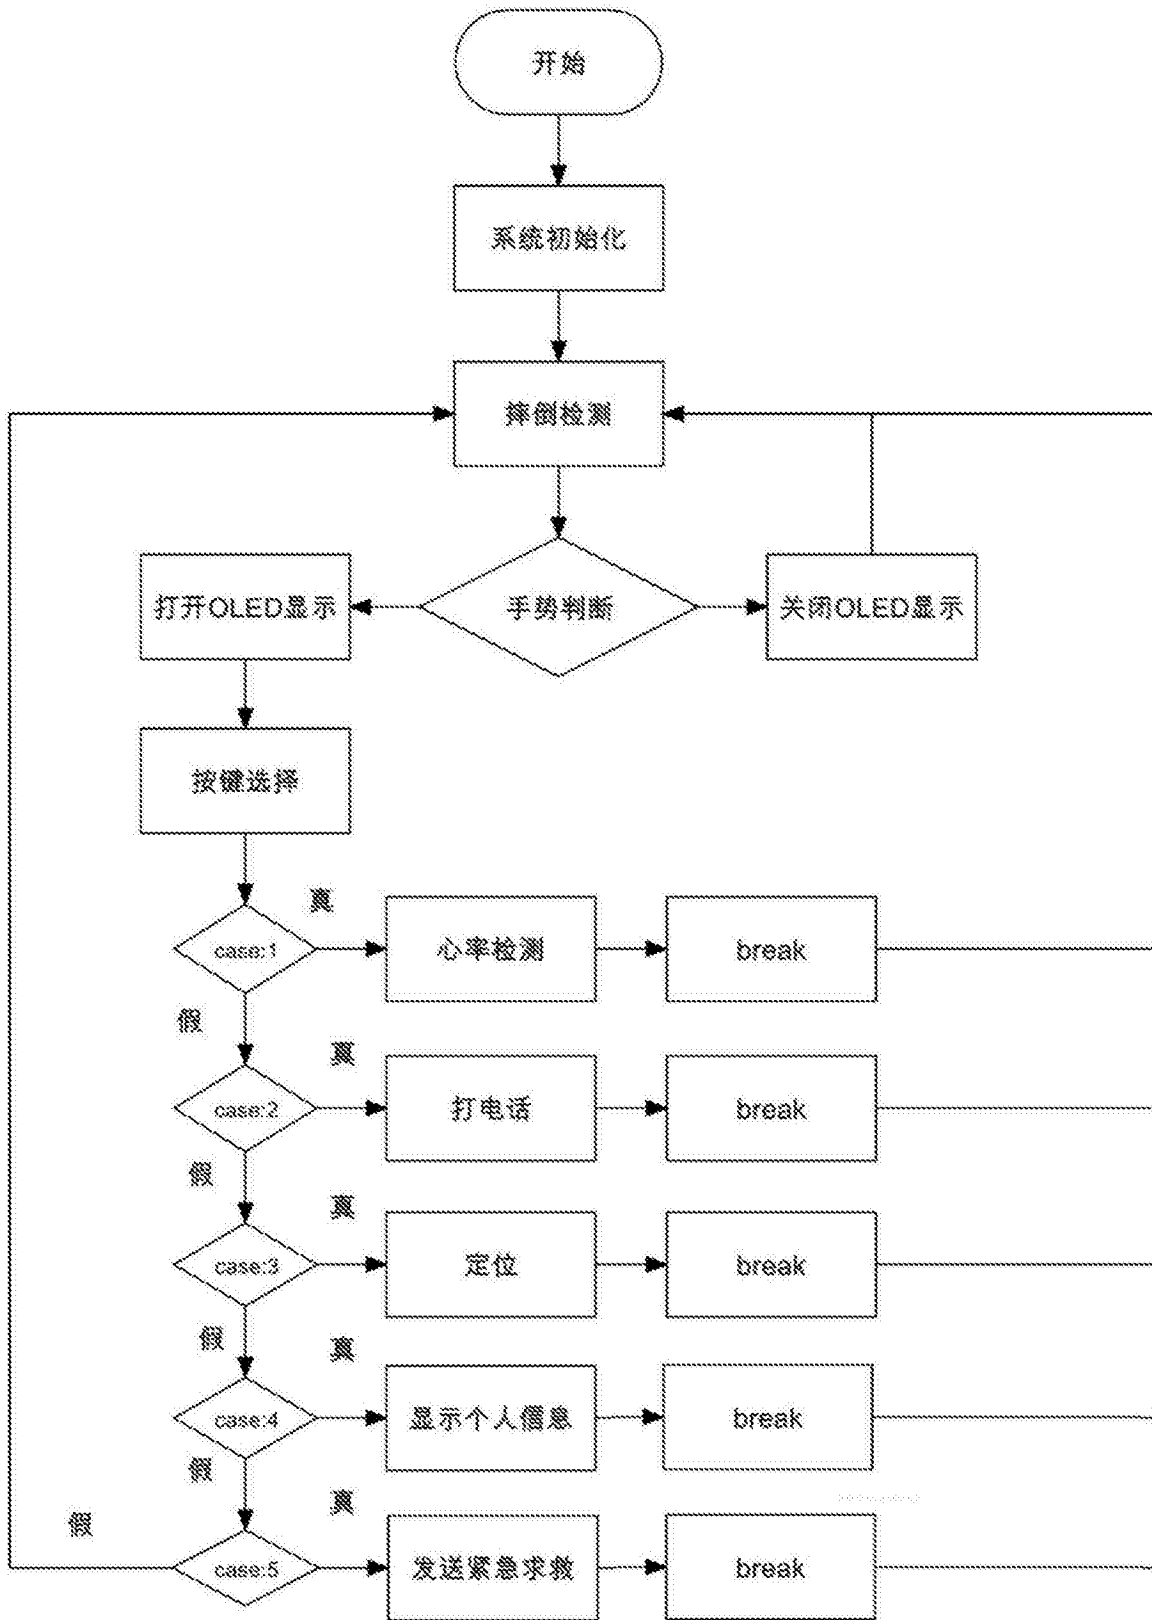 开始
系统初始化
摔倒检测
打开OLED显示
手势判断
关闭OLED显示
按键选择
真
case:1
心率检测
break
假
真
case:2
打电话
break
假
真
case:3
定位
break
假
真
case:4
显示个人信息
break
假
真
假
case:5
发送紧急求救
break